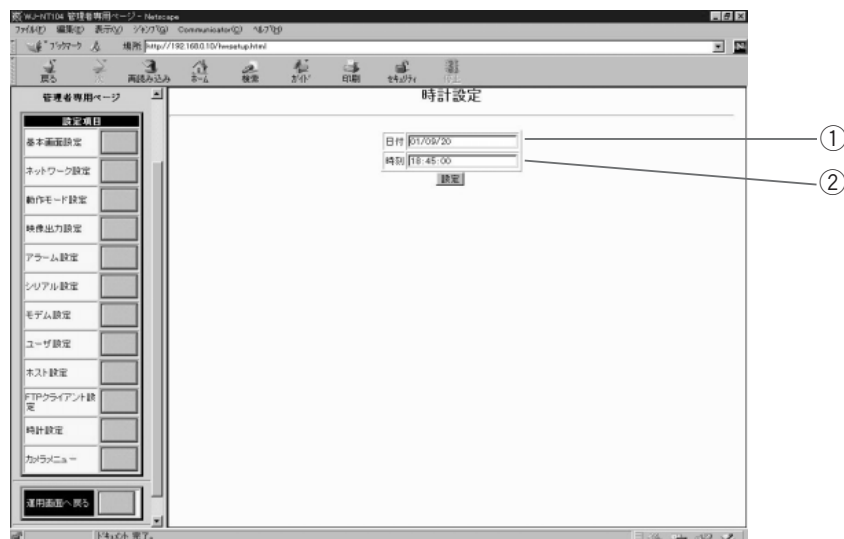 WJ-NT104 管理者専用ページ - Netscape
ファイル(F) 編集(E) 表示(V) ジャンプ(G) Communicator(C) ヘルプ(H)
ブックマーク 場所: http://192.168.0.10/hwsetup.html
戻る 再読み込み ホーム 検索 ガイド 印刷 セキュリティ 停止
管理者専用ページ
設定項目
基本画面設定
ネットワーク設定
動作モード設定
映像出力設定
アラーム設定
シリアル設定
モデム設定
ユーザ設定
ホスト設定
FTPクライアント設
定
時計設定
カメラメニュー
運用画面へ戻る
時計設定
日付 01/09/20
時刻 18:45:00
設定
①
②
ドキュメント: 完了。